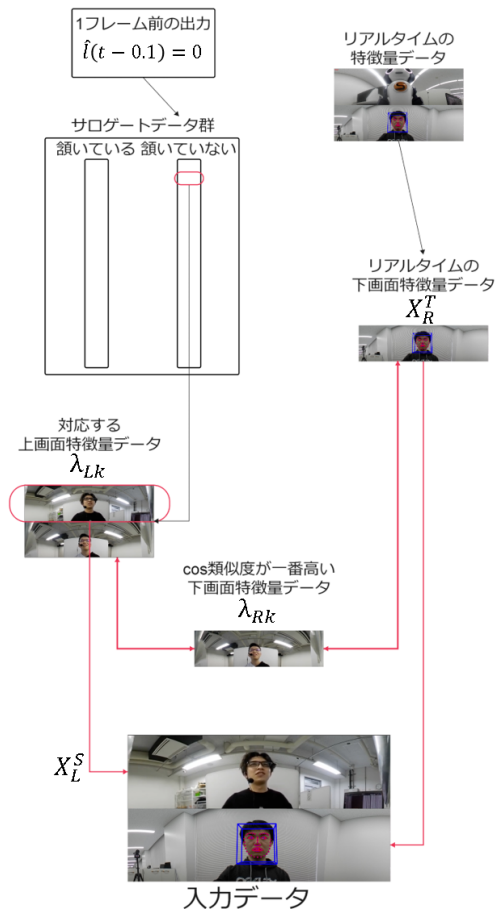 1フレーム前の出力
l̂(t − 0.1) = 0
リアルタイムの
特徴量データ
サロゲートデータ群
頷いている 頷いていない
リアルタイムの
下画面特徴量データ
X_R^T
対応する
上画面特徴量データ
λ_Lk
cos類似度が一番高い
下画面特徴量データ
λ_Rk
X_L^S
入力データ